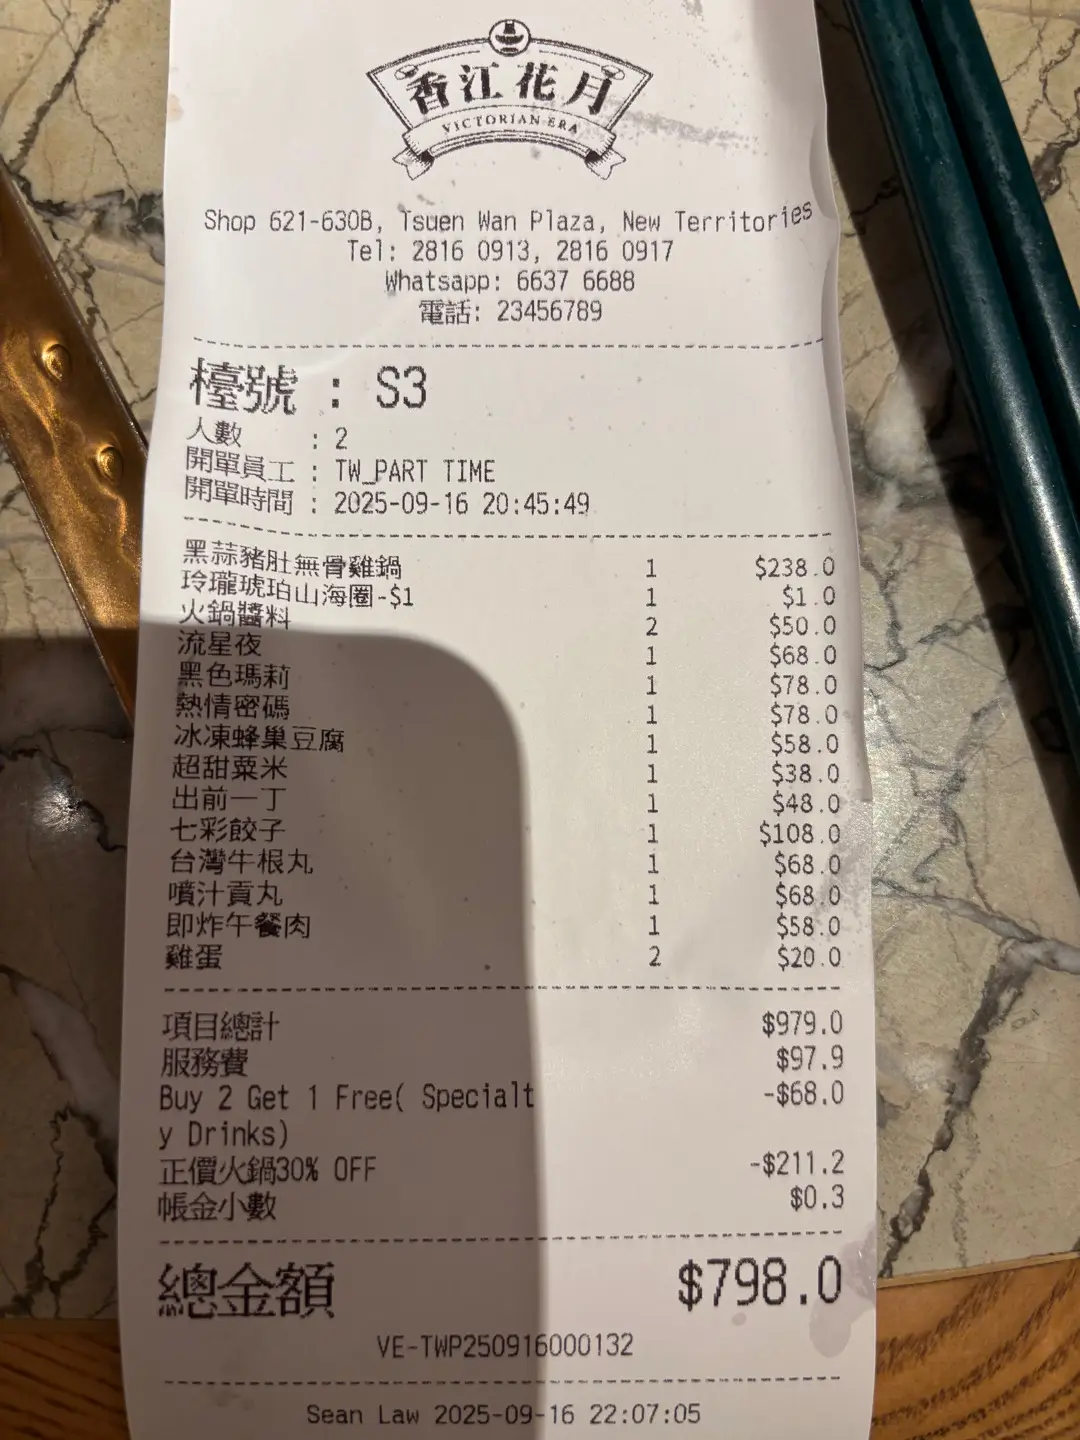 香江花月
VICTORIAN ERA
Shop 621-630B, Tsuen Wan Plaza, New Territories
Tel: 2816 0913, 2816 0917
Whatsapp: 6637 6688
電話: 23456789
檯號 : S3
人數 : 2
開單員工 : TW_PART TIME
開單時間 : 2025-09-16 20:45:49
黑蒜豬肚無骨雞鍋 1 $238.0
玲瓏琥珀山海圈-$1 1 $1.0
火鍋醬料 2 $50.0
流星夜 1 $68.0
黑色瑪莉 1 $78.0
熱情密碼 1 $78.0
冰凍蜂巢豆腐 1 $58.0
超甜粟米 1 $38.0
出前一丁 1 $48.0
七彩餃子 1 $108.0
台灣牛根丸 1 $68.0
噴汁貢丸 1 $68.0
即炸午餐肉 1 $58.0
雞蛋 2 $20.0
項目總計 $979.0
服務費 $97.9
Buy 2 Get 1 Free( Specialt -$68.0
y Drinks)
正價火鍋30% OFF -$211.2
帳金小數 $0.3
總金額 $798.0
VE-TWP250916000132
Sean Law 2025-09-16 22:07:05